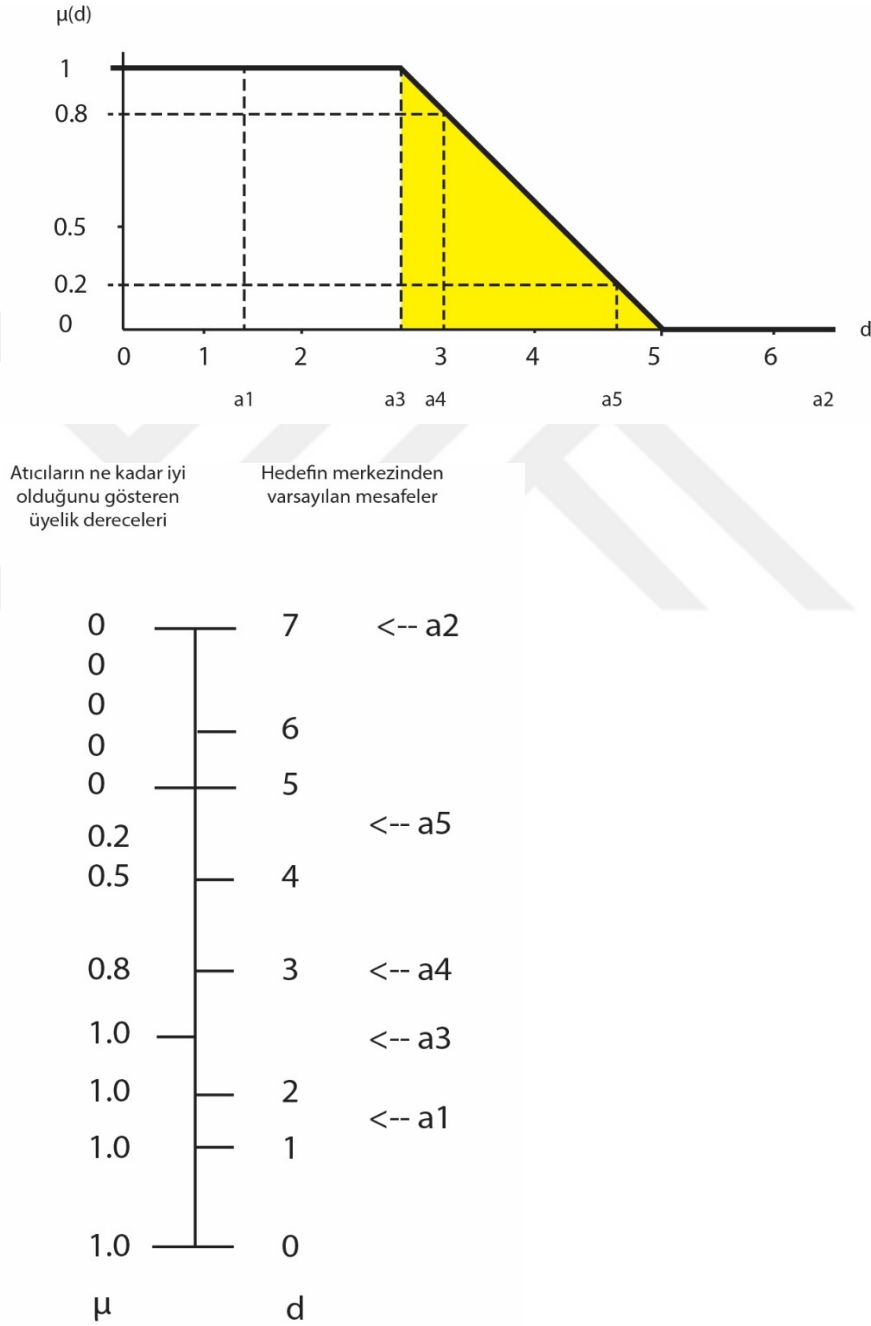 μ(d)
1
0.8
0.5
0.2
0
d
0 1 2 3 4 5 6
a1 a3 a4 a5 a2
Atıcıların ne kadar iyi
olduğunu gösteren
üyelik dereceleri
Hedefin merkezinden
varsayılan mesafeler
0 7 <-- a2
0
0
6
0
0 5
<-- a5
0.2
0.5 4
0.8 3 <-- a4
1.0 <-- a3
1.0 2
<-- a1
1.0 1
1.0 0
μ d